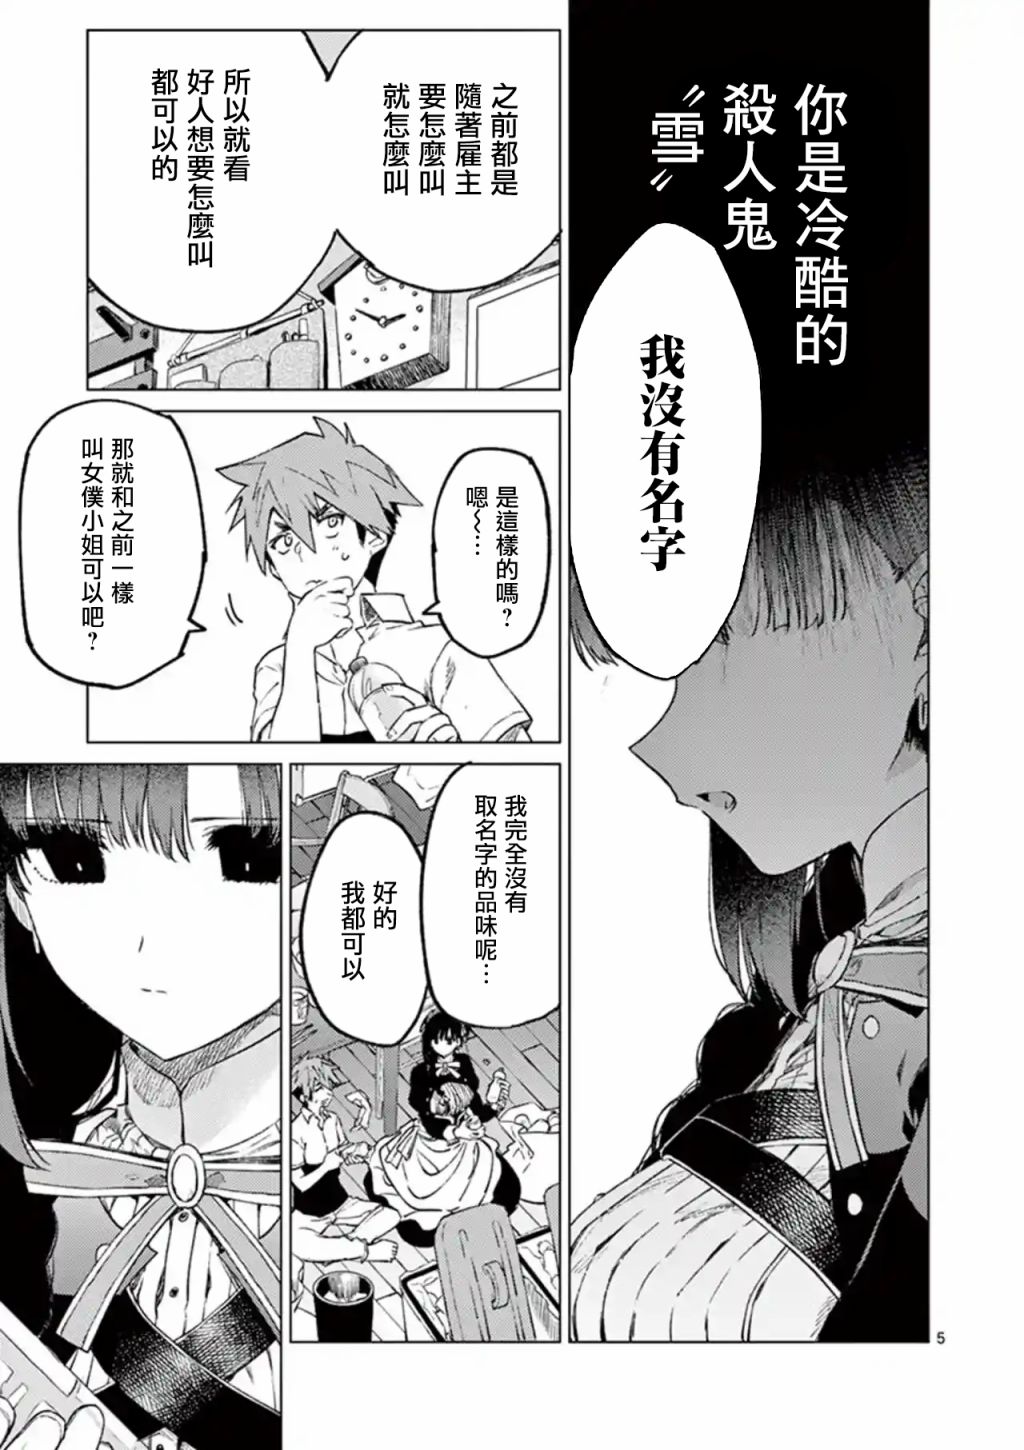 你是冷酷的
殺人鬼
〝雪〟
我沒有名字
之前都是
隨著雇主
要怎麼叫
就怎麼叫
所以就看
好人想要怎麼叫
都可以的
是這樣的嗎？
嗯～…
那就和之前一樣
叫女僕小姐可以吧？
我完全沒有
取名字的品味呢…
好的
我都可以
5